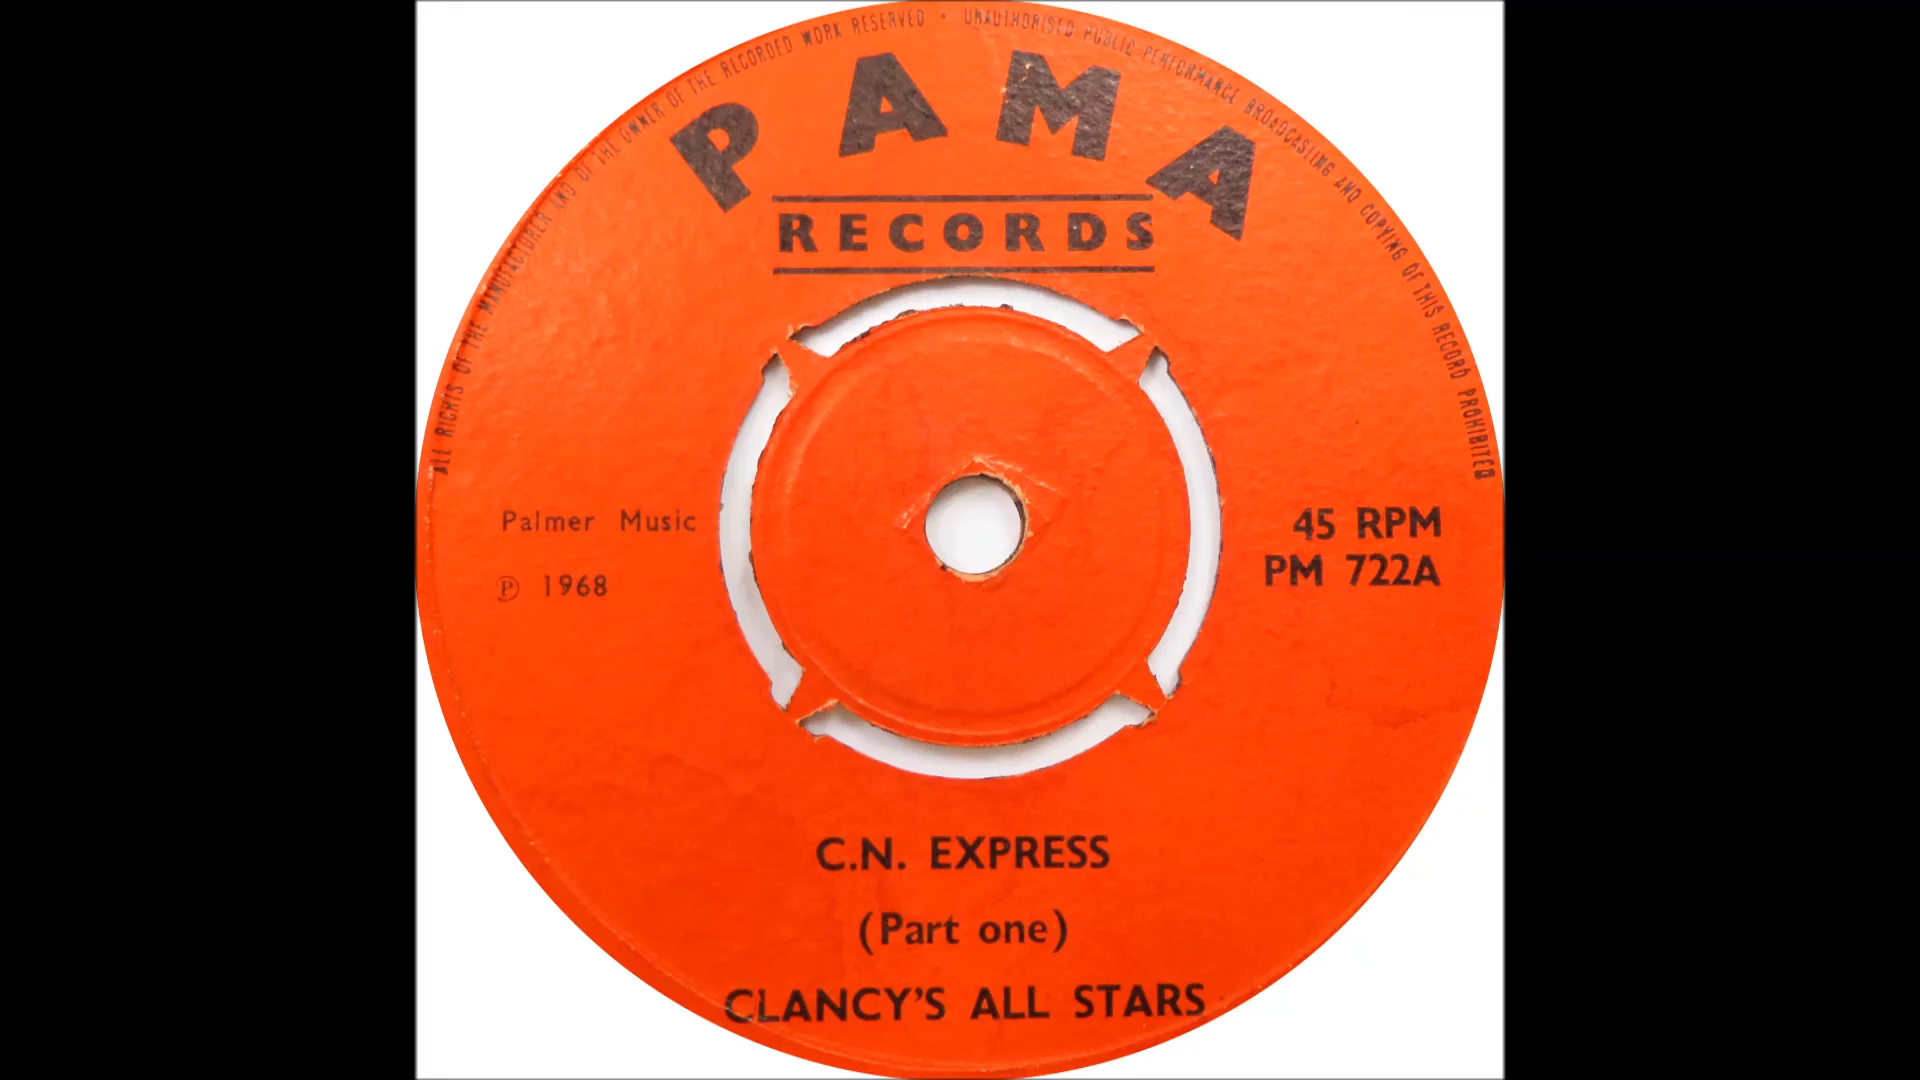 ALL RIGHTS OF THE MANUFACTURER AND OF THE OWNER OF THE RECORDED WORK RESERVED • UNAUTHORISED PUBLIC PERFORMANCE BROADCASTING AND COPYING OF THIS RECORD PROHIBITED
PAMA
RECORDS
Palmer Music
℗ 1968
45 RPM
PM 722A
C.N. EXPRESS
(Part one)
CLANCY'S ALL STARS